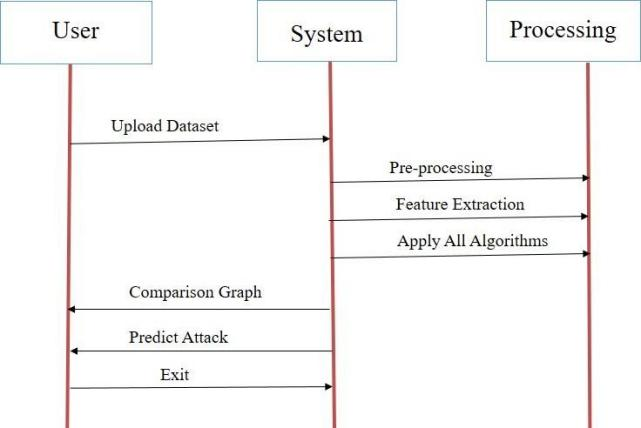 User
System
Processing
Upload Dataset
Pre-processing
Feature Extraction
Apply All Algorithms
Comparison Graph
Predict Attack
Exit